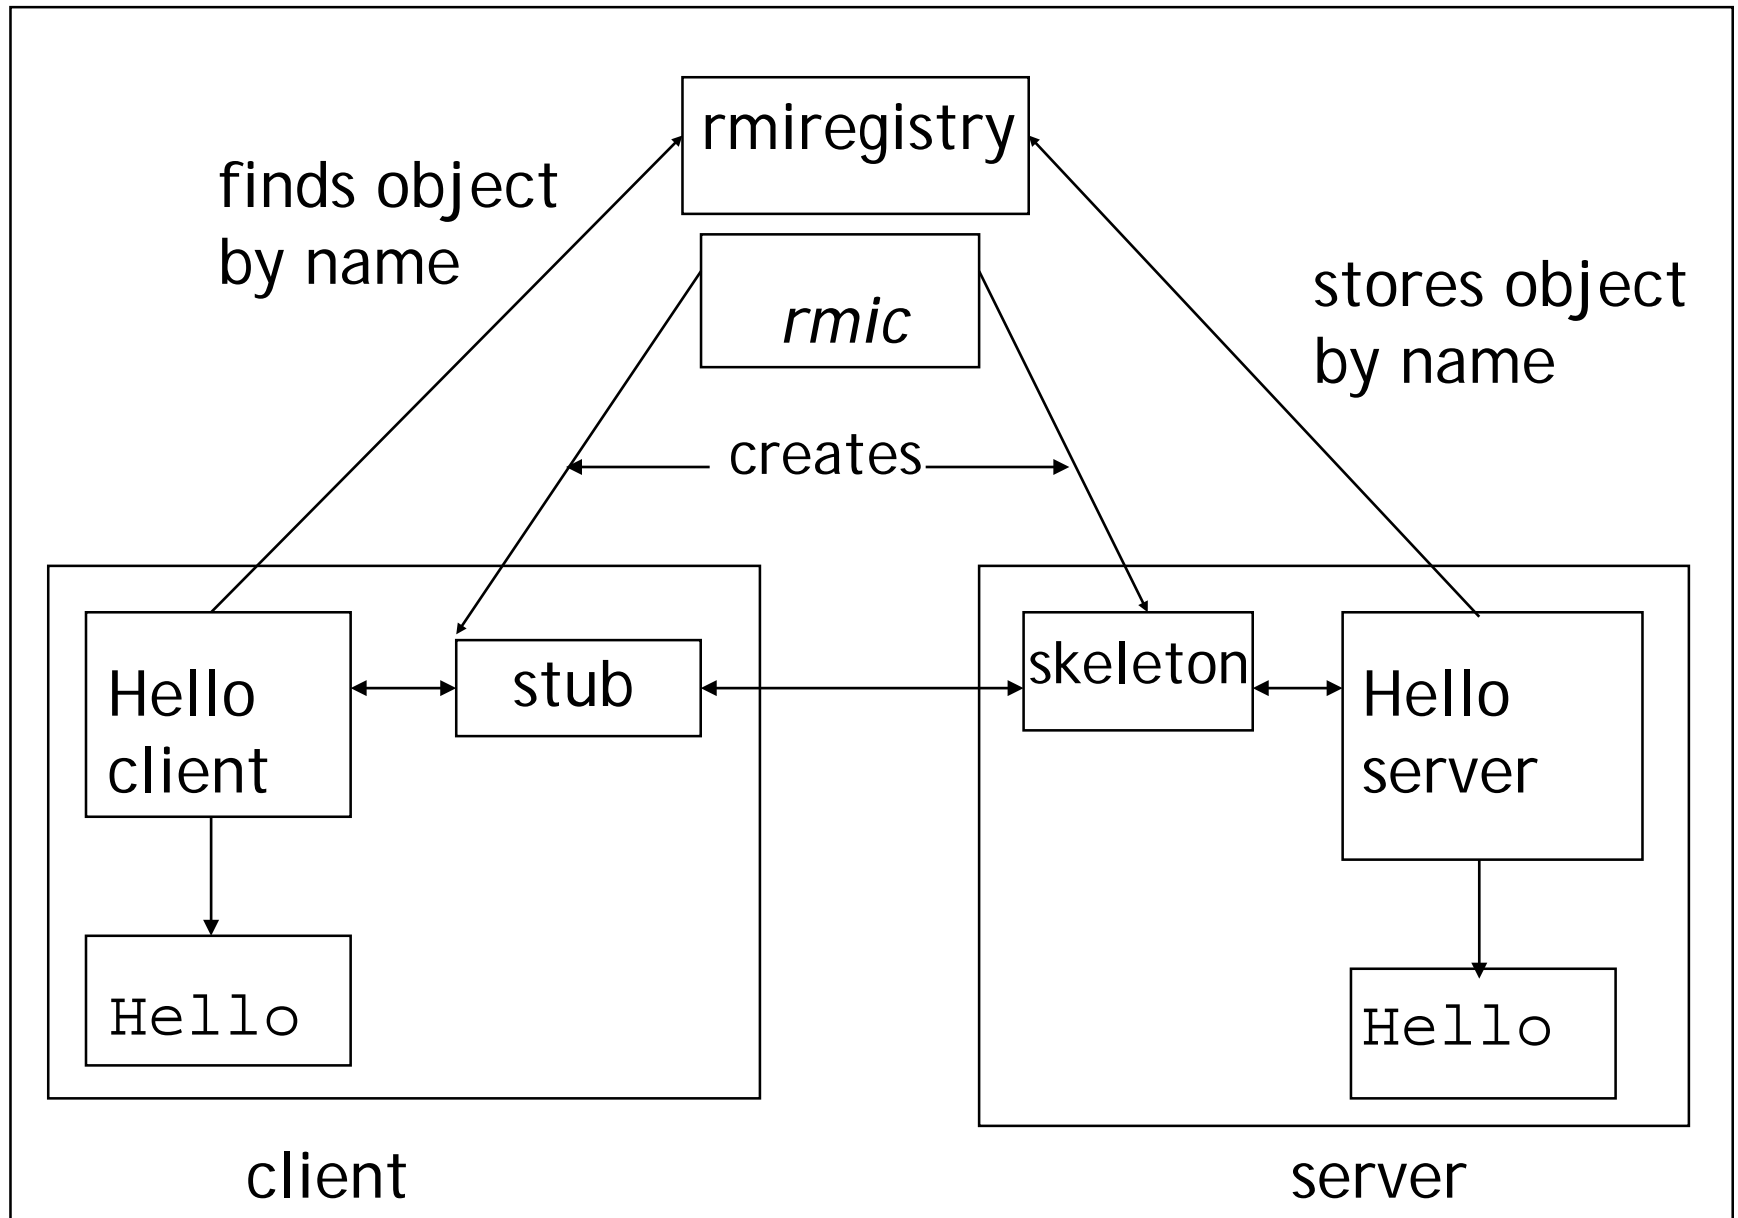 rmiregistry
finds object
by name
rmic
stores object
by name
creates
Hello
client
stub
skeleton
Hello
server
Hello
Hello
client
server